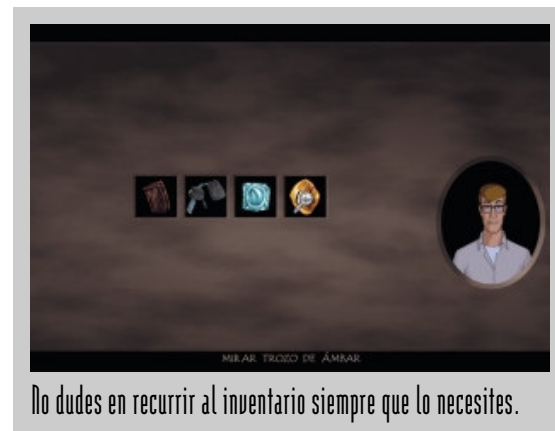 MIRAR TROZO DE ÁMBAR
No dudes en recurrir al inventario siempre que lo necesites.